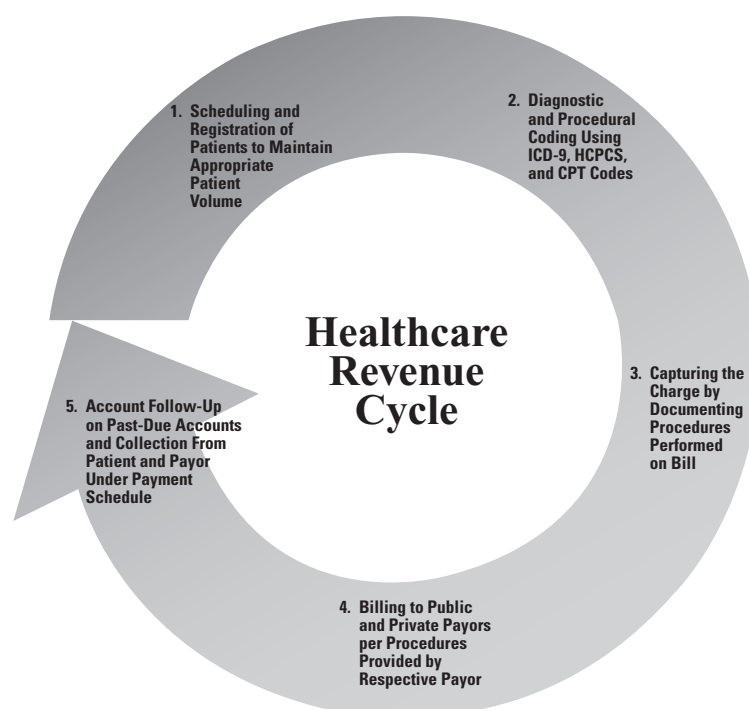 1. Scheduling and
Registration of
Patients to Maintain
Appropriate
Patient
Volume
2. Diagnostic
and Procedural
Coding Using
ICD-9, HCPCS,
and CPT Codes
Healthcare
Revenue
Cycle
3. Capturing the
Charge by
Documenting
Procedures
Performed
on Bill
4. Billing to Public
and Private Payors
per Procedures
Provided by
Respective Payor
5. Account Follow-Up
on Past-Due Accounts
and Collection From
Patient and Payor
Under Payment
Schedule